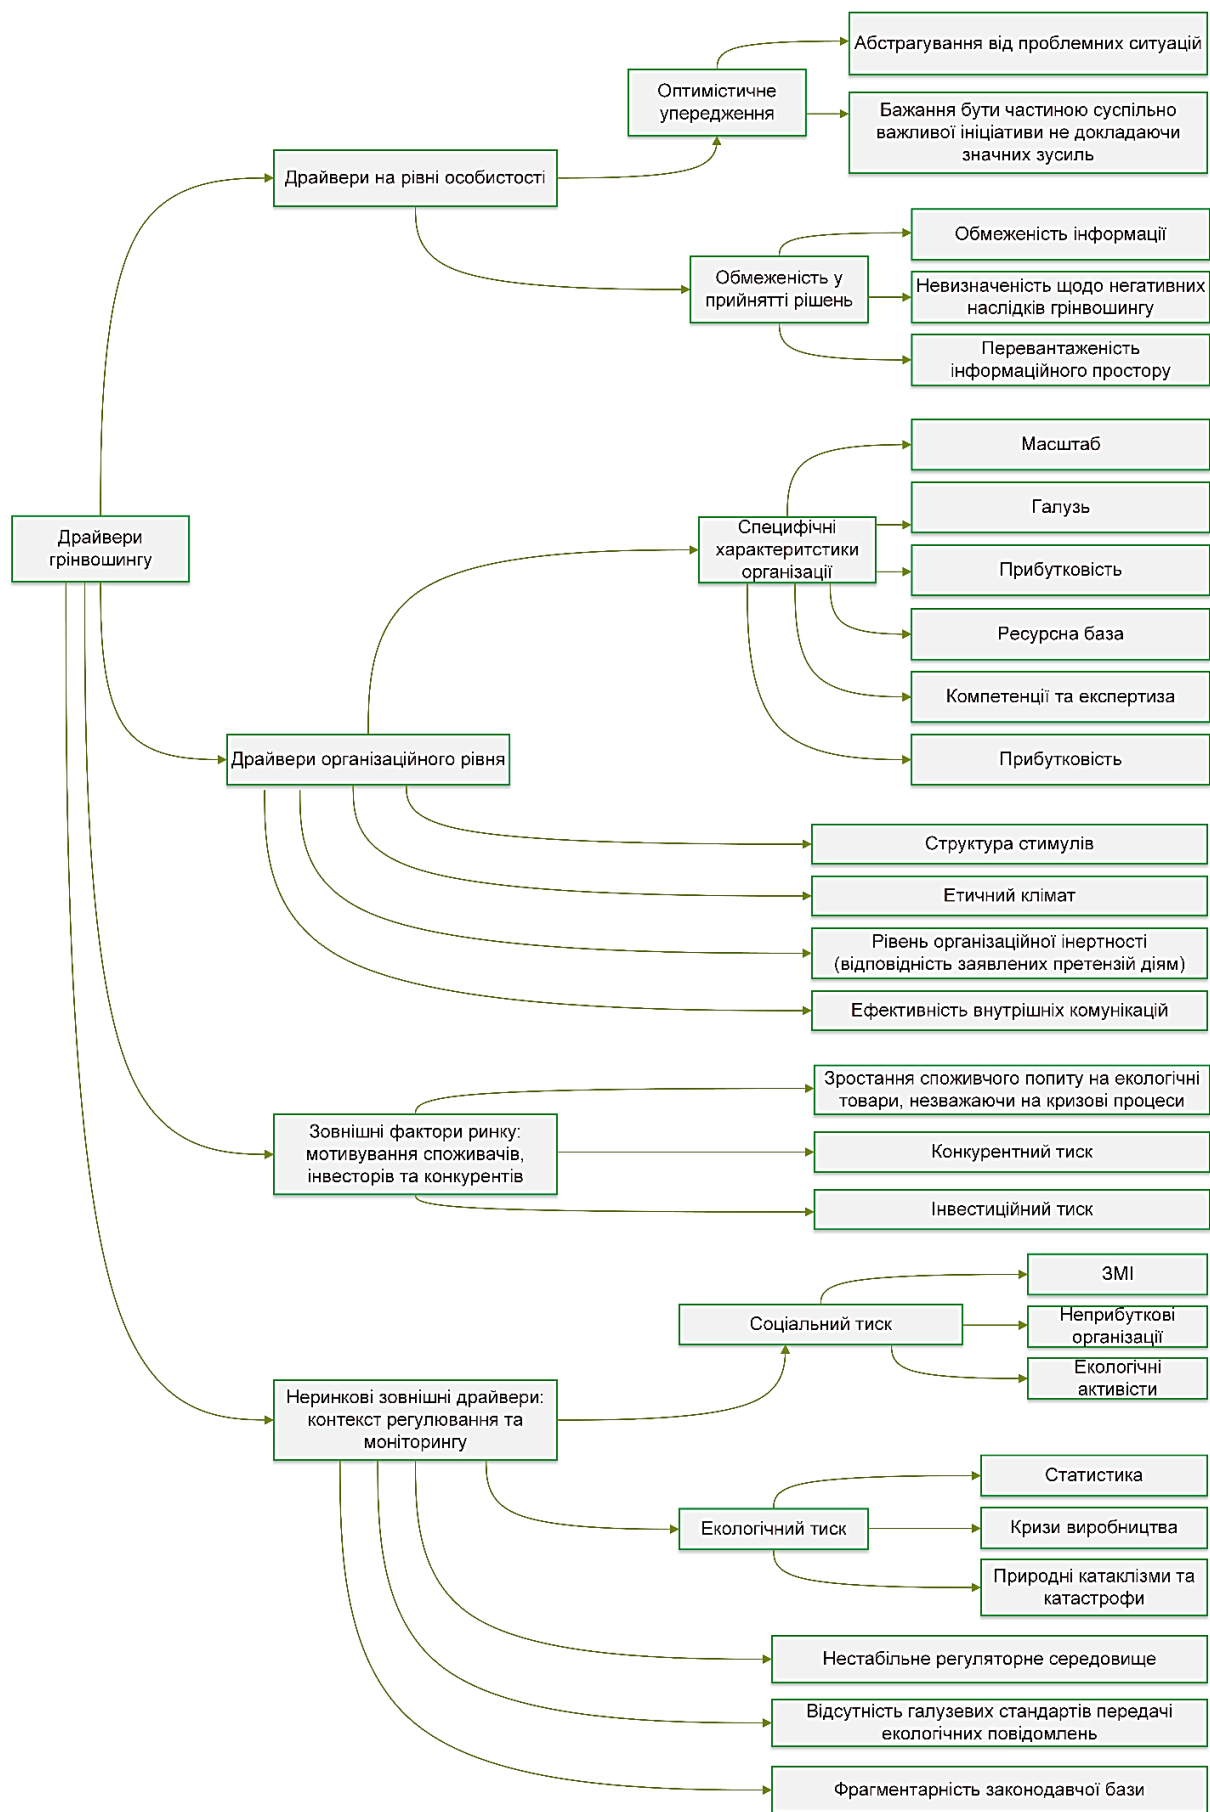 Абстрагування від проблемних ситуацій
Оптимістичне
упередження
Бажання бути частиною суспільно
важливої ініціативи не докладаючи
значних зусиль
Драйвери на рівні особистості
Обмеженість інформації
Обмеженість у
прийнятті рішень
Невизначеність щодо негативних
наслідків грінвошингу
Перевантаженість
інформаційного простору
Масштаб
Галузь
Драйвери
грінвошингу
Специфічні
характеритстики
організації
Прибутковість
Ресурсна база
Компетенції та експертиза
Драйвери організаційного рівня
Прибутковість
Структура стимулів
Етичний клімат
Рівень організаційної інертності
(відповідність заявлених претензій діям)
Ефективність внутрішніх комунікацій
Зростання споживчого попиту на екологічні
товари, незважаючи на кризові процеси
Зовнішні фактори ринку:
мотивування споживачів,
інвесторів та конкурентів
Конкурентний тиск
Інвестиційний тиск
ЗМІ
Соціальний тиск
Неприбуткові
організації
Екологічні
активісти
Неринкові зовнішні драйвери:
контекст регулювання та
моніторингу
Статистика
Екологічний тиск
Кризи виробництва
Природні катаклізми та
катастрофи
Нестабільне регуляторне середовище
Відсутність галузевих стандартів передачі
екологічних повідомлень
Фрагментарність законодавчої бази